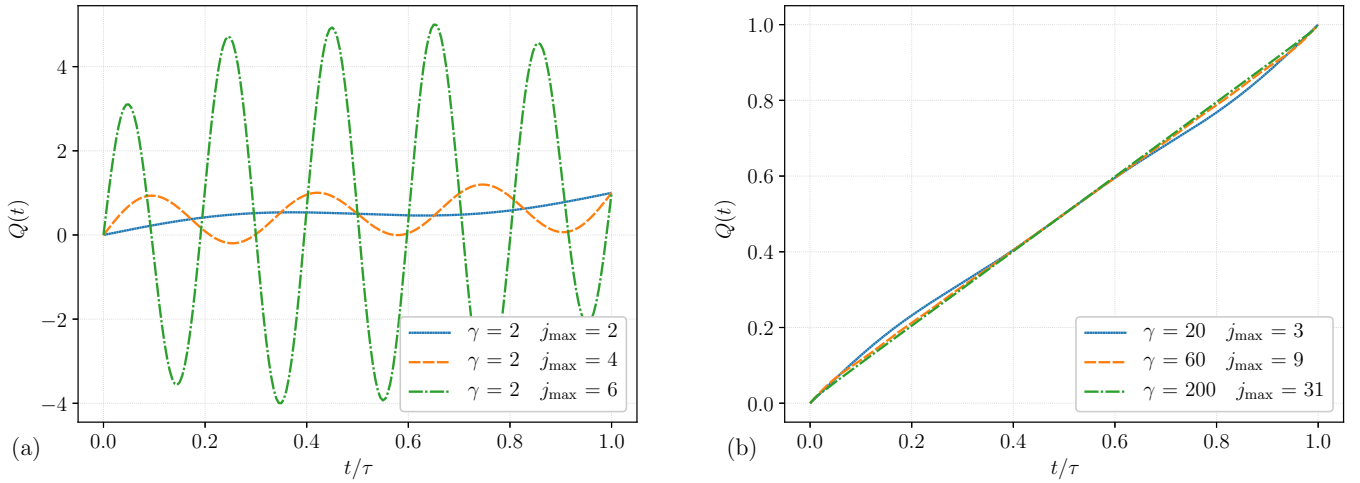 4
2
0
−2
−4
Q(t)
0.0 0.2 0.4 0.6 0.8 1.0
t/τ
(a)
γ = 2 j_max = 2
γ = 2 j_max = 4
γ = 2 j_max = 6
1.0
0.8
0.6
0.4
0.2
0.0
Q(t)
0.0 0.2 0.4 0.6 0.8 1.0
t/τ
(b)
γ = 20 j_max = 3
γ = 60 j_max = 9
γ = 200 j_max = 31